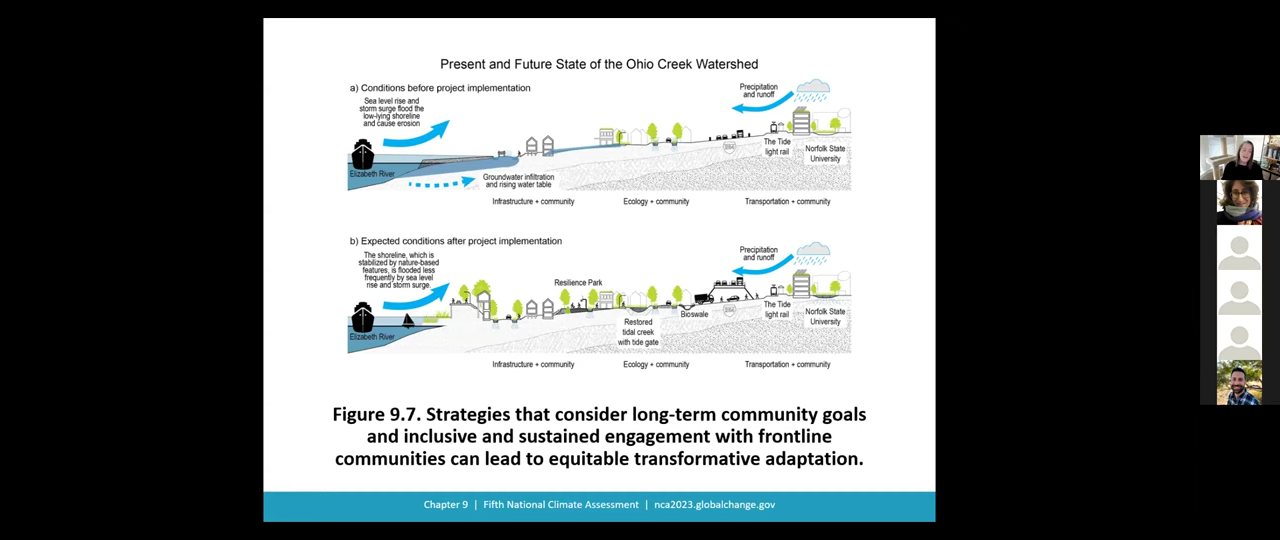 Present and Future State of the Ohio Creek Watershed
a) Conditions before project implementation
Sea level rise and
storm surge flood the
low-lying shoreline
and cause erosion
Precipitation
and runoff
Elizabeth River
Groundwater infiltration
and rising water table
The Tide
light rail
Norfolk State
University
Infrastructure + community
Ecology + community
Transportation + community
b) Expected conditions after project implementation
The shoreline, which is
stabilized by nature-based
features, is flooded less
frequently by sea level
rise and storm surge.
Precipitation
and runoff
Resilience Park
Elizabeth River
Restored
tidal creek
with tide gate
Bioswale
The Tide
light rail
Norfolk State
University
Infrastructure + community
Ecology + community
Transportation + community
Figure 9.7. Strategies that consider long-term community goals
and inclusive and sustained engagement with frontline
communities can lead to equitable transformative adaptation.
Chapter 9 | Fifth National Climate Assessment | nca2023.globalchange.gov